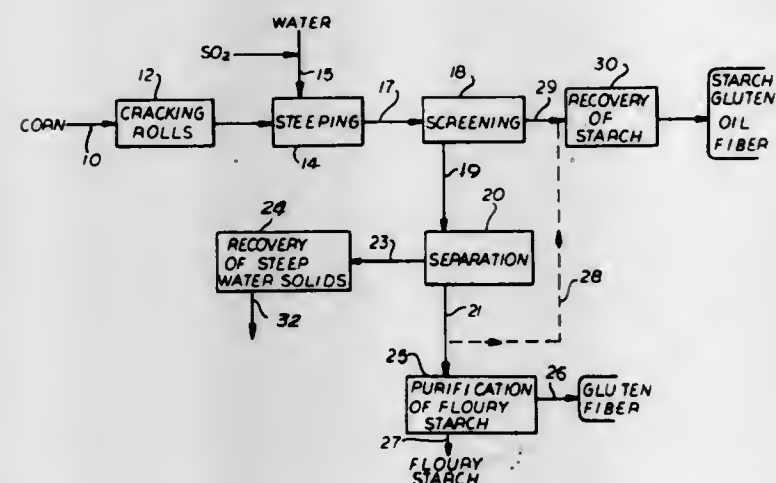 WATER
SO2
12
15
17
18
29
30
CORN
10
CRACKING
ROLLS
STEEPING
14
SCREENING
RECOVERY
OF
STARCH
STARCH
GLUTEN
OIL
FIBER
19
24
20
RECOVERY
OF STEEP
WATER SOLIDS
23
SEPARATION
28
32
21
25
PURIFICATION
OF FLOURY
STARCH
26
GLUTEN
FIBER
27
FLOURY
STARCH